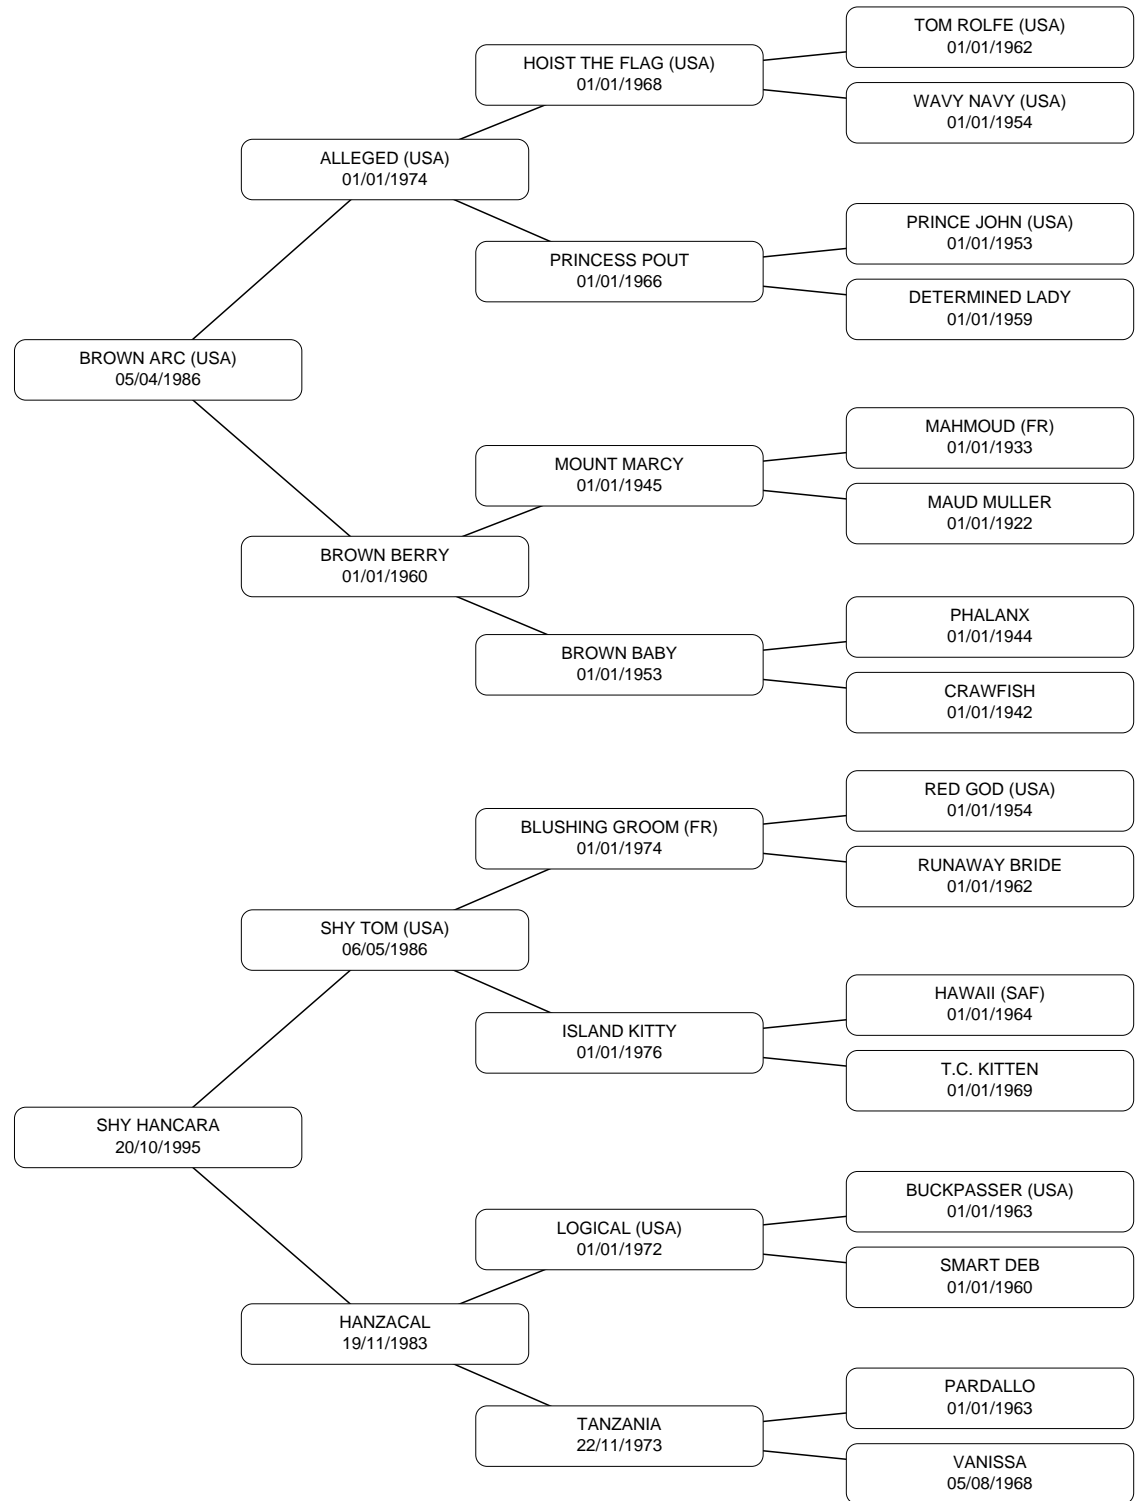 TOM ROLFE (USA)
01/01/1962
HOIST THE FLAG (USA)
01/01/1968
WAVY NAVY (USA)
01/01/1954
ALLEGED (USA)
01/01/1974
PRINCE JOHN (USA)
01/01/1953
PRINCESS POUT
01/01/1966
DETERMINED LADY
01/01/1959
BROWN ARC (USA)
05/04/1986
MAHMOUD (FR)
01/01/1933
MOUNT MARCY
01/01/1945
MAUD MULLER
01/01/1922
BROWN BERRY
01/01/1960
PHALANX
01/01/1944
BROWN BABY
01/01/1953
CRAWFISH
01/01/1942
RED GOD (USA)
01/01/1954
BLUSHING GROOM (FR)
01/01/1974
RUNAWAY BRIDE
01/01/1962
SHY TOM (USA)
06/05/1986
HAWAII (SAF)
01/01/1964
ISLAND KITTY
01/01/1976
T.C. KITTEN
01/01/1969
SHY HANCARA
20/10/1995
BUCKPASSER (USA)
01/01/1963
LOGICAL (USA)
01/01/1972
SMART DEB
01/01/1960
HANZACAL
19/11/1983
PARDALLO
01/01/1963
TANZANIA
22/11/1973
VANISSA
05/08/1968